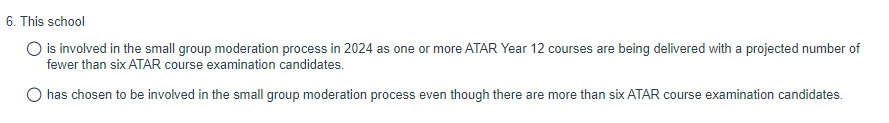 6. This school
is involved in the small group moderation process in 2024 as one or more ATAR Year 12 courses are being delivered with a projected number of
fewer than six ATAR course examination candidates.
has chosen to be involved in the small group moderation process even though there are more than six ATAR course examination candidates.